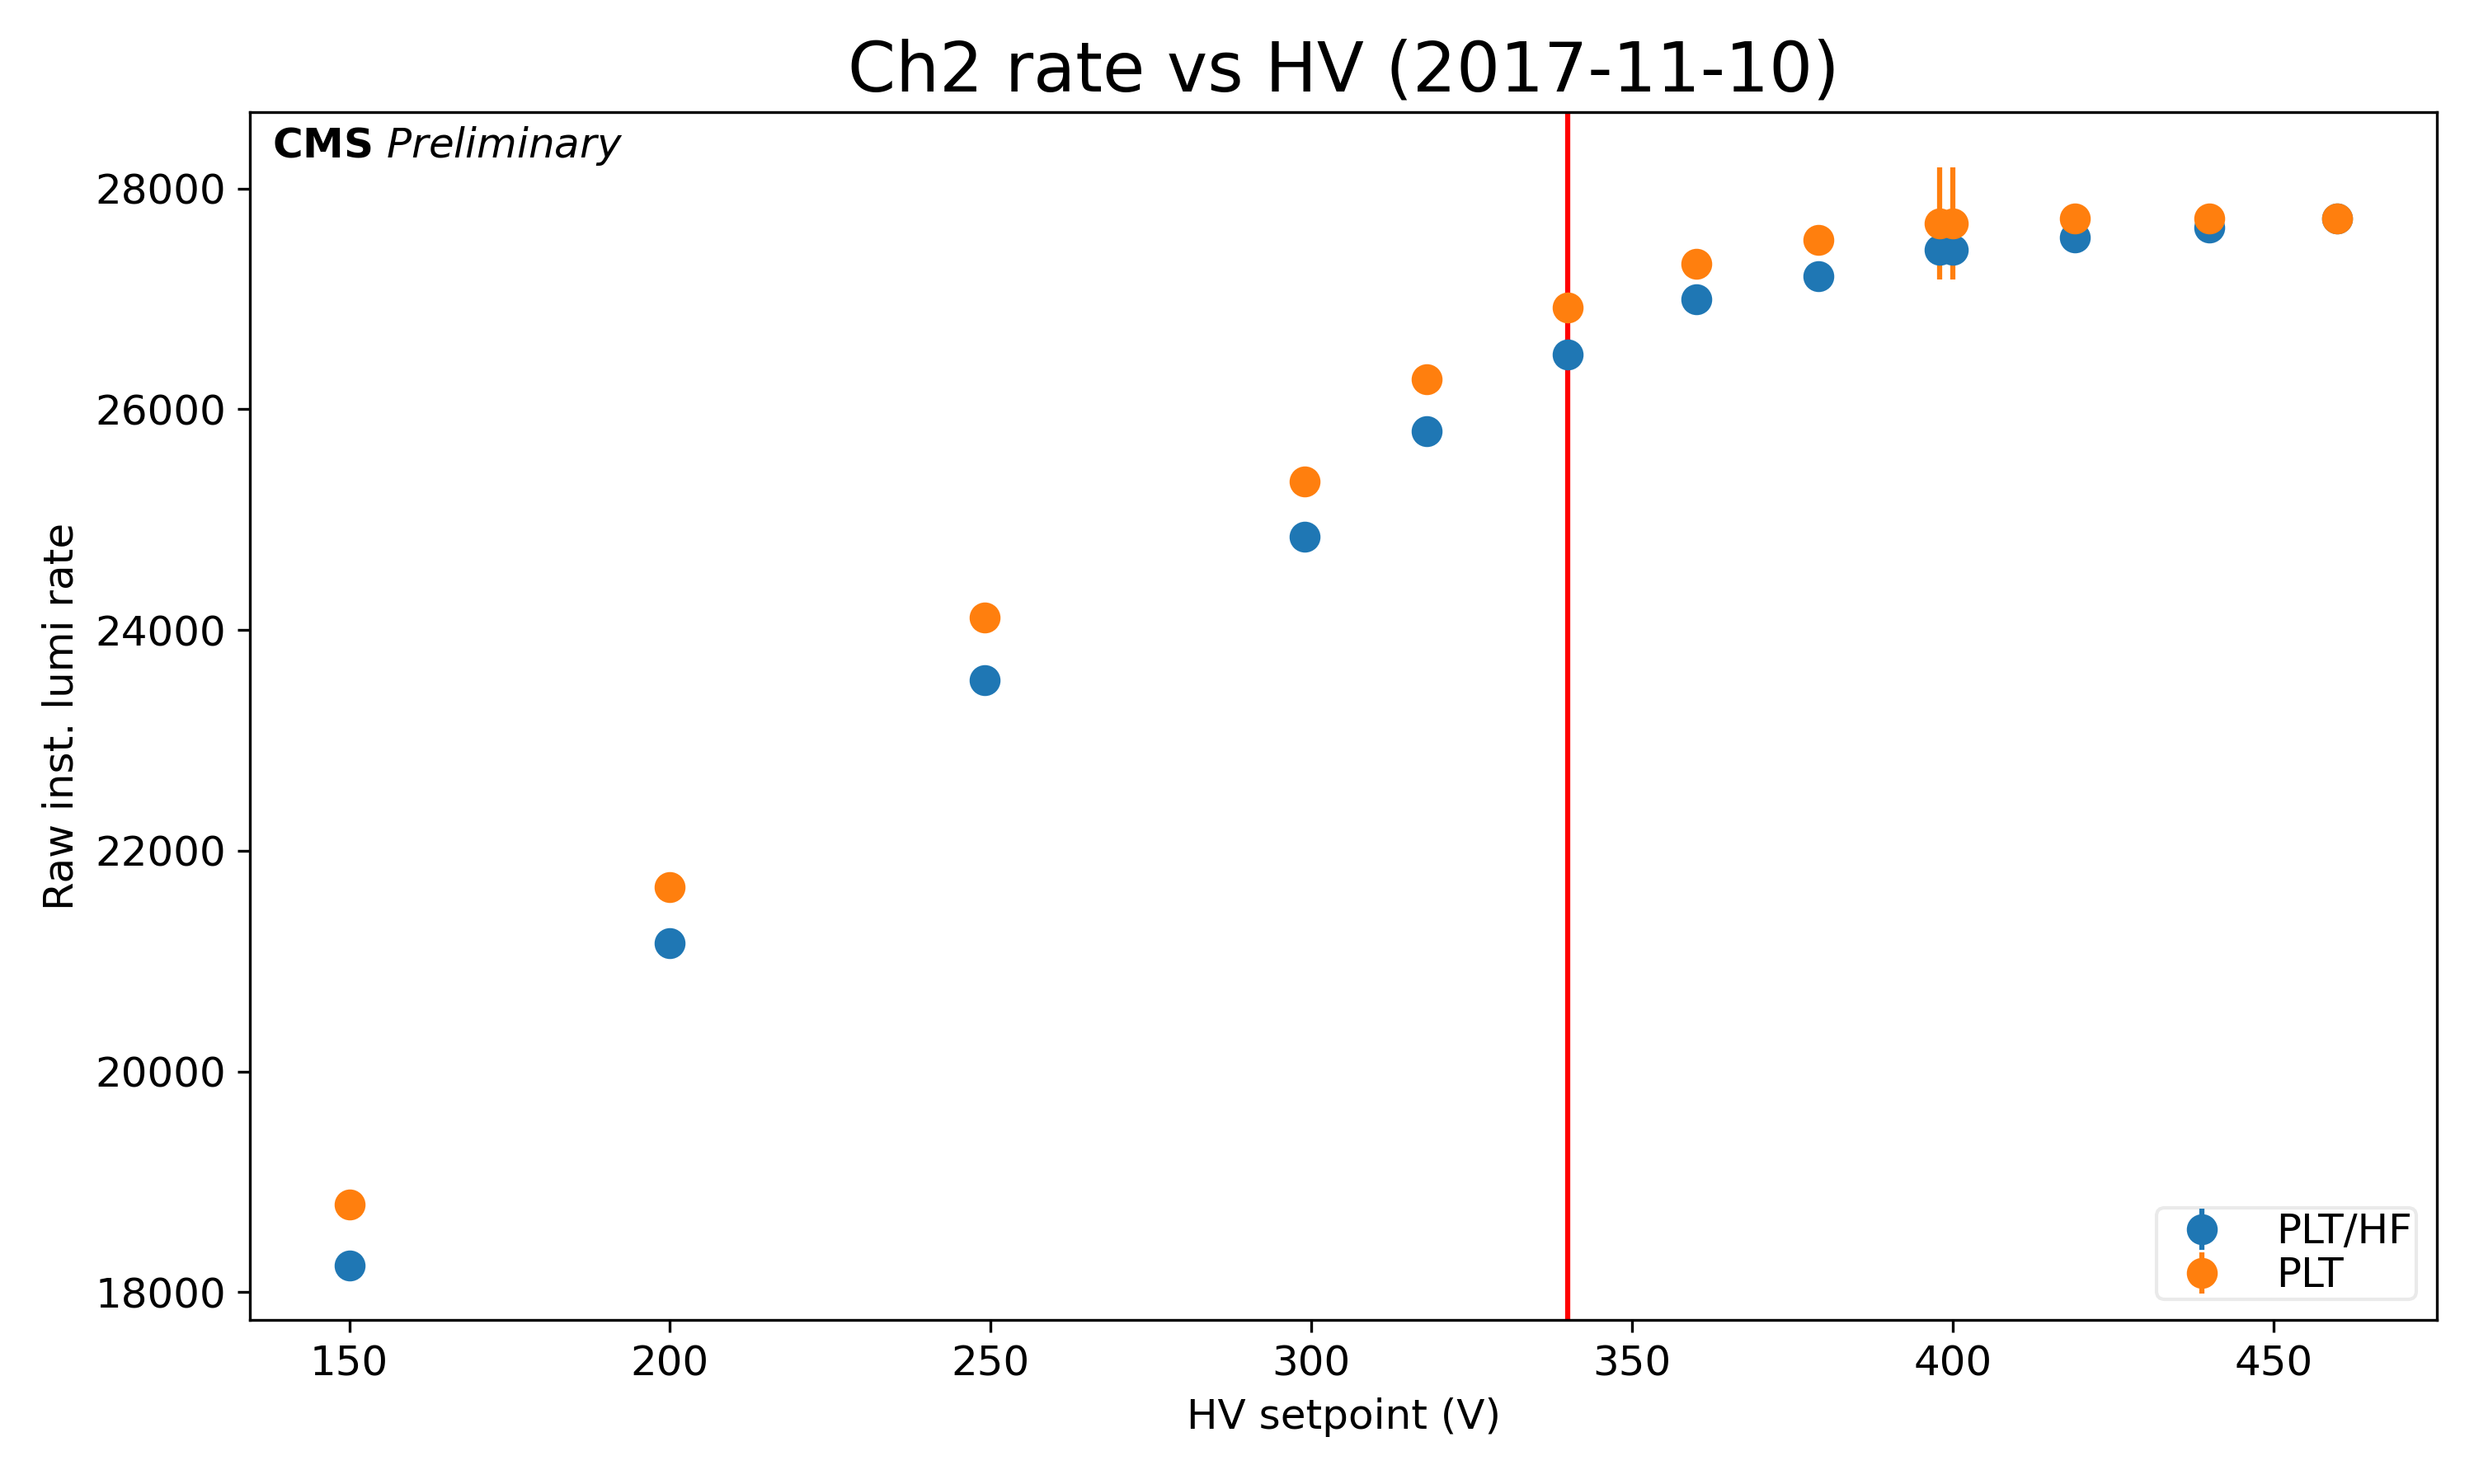 Ch2 rate vs HV (2017-11-10)
CMS Preliminary
28000
26000
24000
22000
20000
18000
Raw inst. lumi rate
150 200 250 300 350 400 450
HV setpoint (V)
PLT/HF
PLT